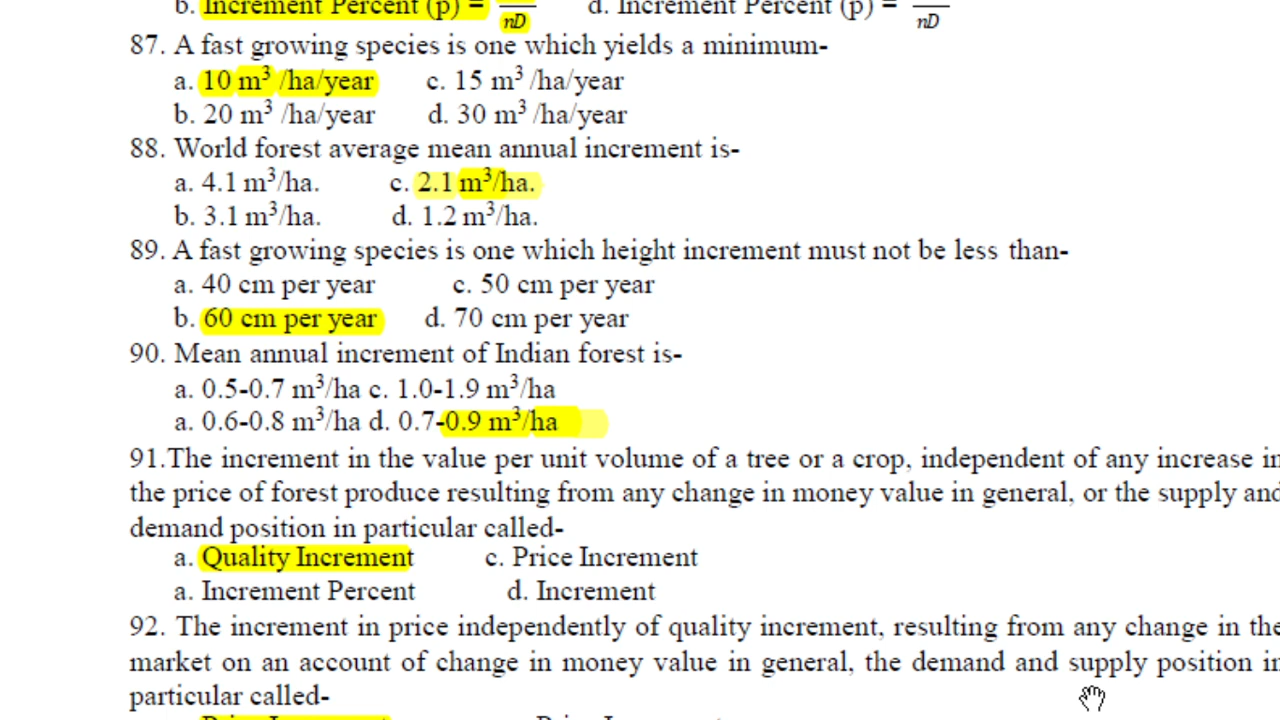 b. Increment Percent (p) = nD d. Increment Percent (p) = nD
87. A fast growing species is one which yields a minimum-
a. 10 m³ /ha/year c. 15 m³ /ha/year
b. 20 m³ /ha/year d. 30 m³ /ha/year
88. World forest average mean annual increment is-
a. 4.1 m³/ha. c. 2.1 m³/ha.
b. 3.1 m³/ha. d. 1.2 m³/ha.
89. A fast growing species is one which height increment must not be less than-
a. 40 cm per year c. 50 cm per year
b. 60 cm per year d. 70 cm per year
90. Mean annual increment of Indian forest is-
a. 0.5-0.7 m³/ha c. 1.0-1.9 m³/ha
a. 0.6-0.8 m³/ha d. 0.7-0.9 m³/ha
91.The increment in the value per unit volume of a tree or a crop, independent of any increase in
the price of forest produce resulting from any change in money value in general, or the supply and
demand position in particular called-
a. Quality Increment c. Price Increment
a. Increment Percent d. Increment
92. The increment in price independently of quality increment, resulting from any change in the
market on an account of change in money value in general, the demand and supply position in
particular called-